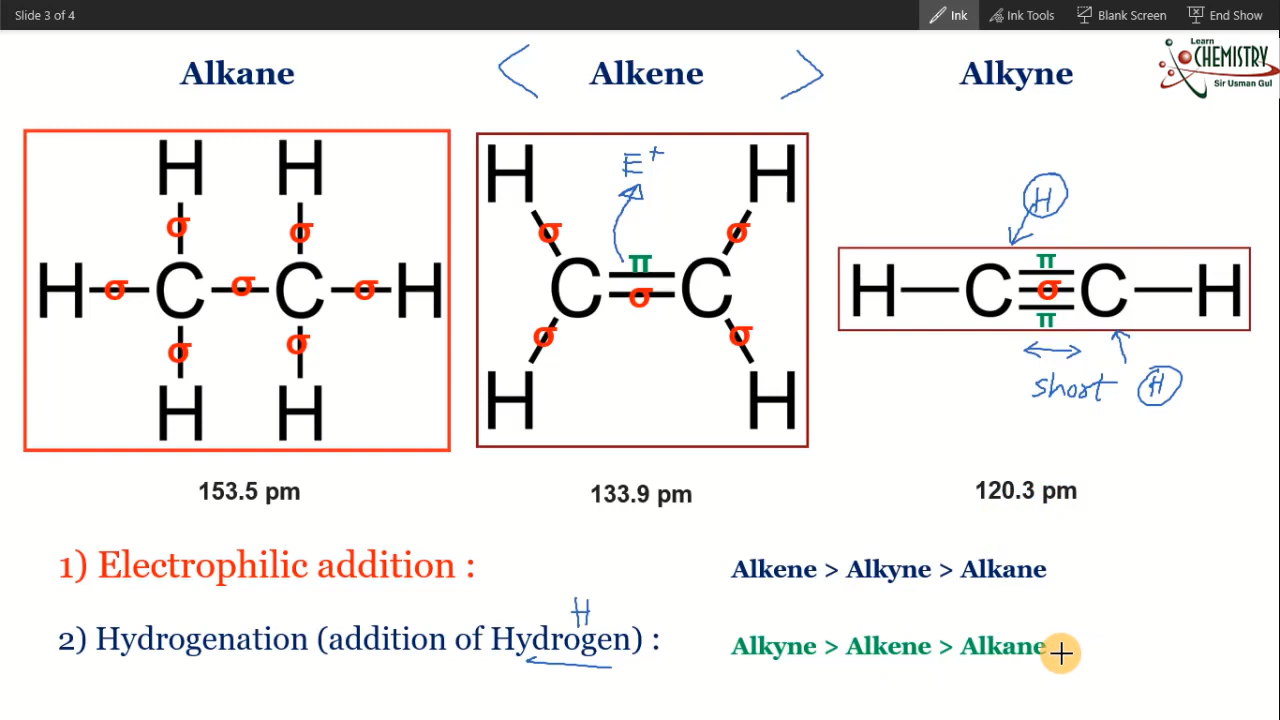 Slide 3 of 4
Ink
Ink Tools
Blank Screen
End Show
Learn
CHEMISTRY
Sir Usman Gul
Alkane < Alkene > Alkyne
H H
σ σ
H σ C σ C σ H
σ σ
H H
H H
E+
σ σ
π
C σ C
σ σ
H H
H
π
H C σ C H
π
short H
153.5 pm
133.9 pm
120.3 pm
1) Electrophilic addition :
Alkene > Alkyne > Alkane
H
2) Hydrogenation (addition of Hydrogen) :
Alkyne > Alkene > Alkane